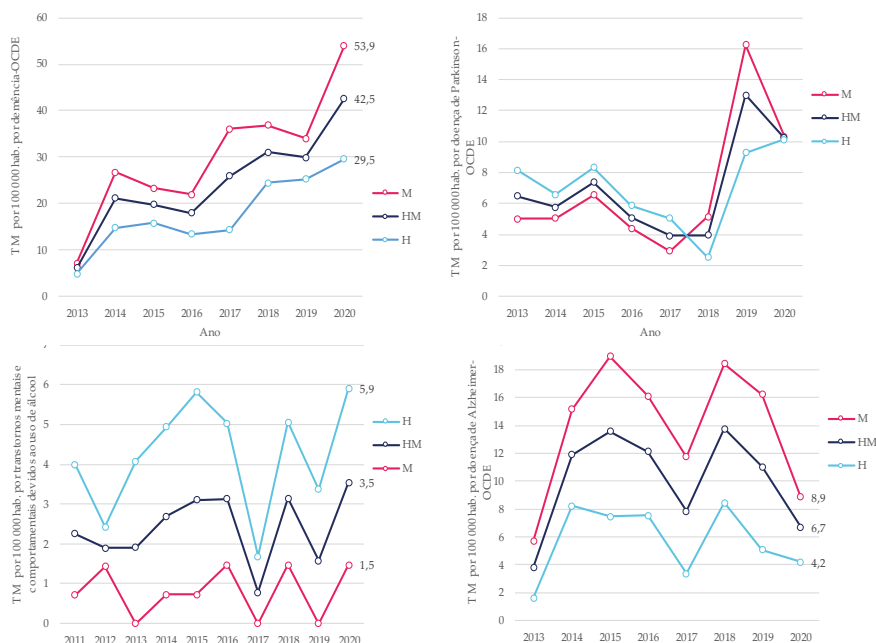 TM por 100 000 hab. por demência-OCDE
60
50
40
30
20
10
0
53,9
42,5
29,5
M
HM
H
2013 2014 2015 2016 2017 2018 2019 2020
Ano
TM por 100 000 hab. por doença de Parkinson-
OCDE
18
16
14
12
10
8
6
4
2
0
M
HM
H
2013 2014 2015 2016 2017 2018 2019 2020
Ano
TM por 100 000 hab. por transtornos mentais e
comportamentais devidos ao uso de álcool
6
5
4
3
2
1
0
5,9
3,5
1,5
H
HM
M
2011 2012 2013 2014 2015 2016 2017 2018 2019 2020
TM por 100 000 hab. por doença de Alzheimer-
OCDE
18
16
14
12
10
8
6
4
2
0
8,9
6,7
4,2
M
HM
H
2013 2014 2015 2016 2017 2018 2019 2020